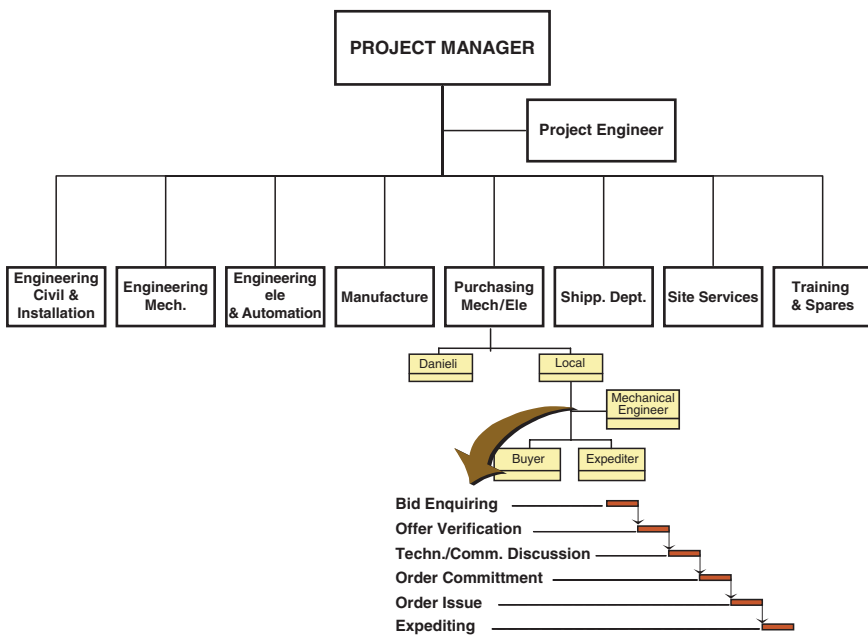 PROJECT MANAGER
Project Engineer
Engineering
Civil &
Installation
Engineering
Mech.
Engineering
ele
& Automation
Manufacture
Purchasing
Mech/Ele
Shipp. Dept.
Site Services
Training
& Spares
Danieli
Local
Mechanical
Engineer
Buyer
Expediter
Bid Enquiring
Offer Verification
Techn./Comm. Discussion
Order Committment
Order Issue
Expediting